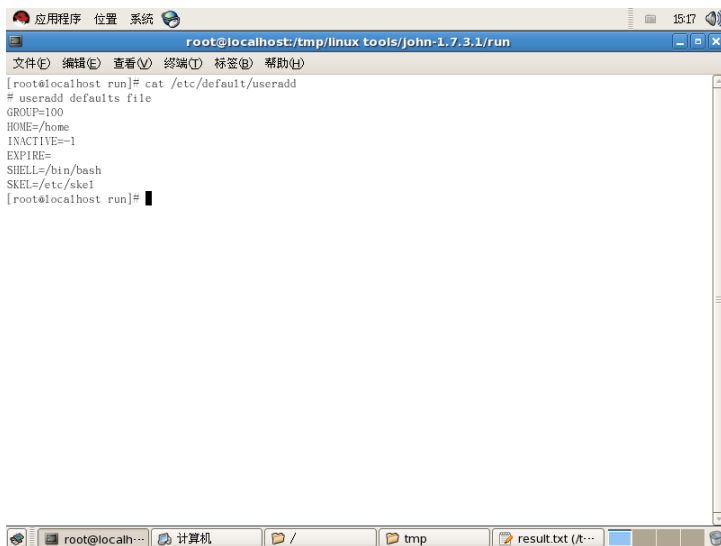 应用程序 位置 系统 15:17
root@localhost:/tmp/linux tools/john-1.7.3.1/run
文件(F) 编辑(E) 查看(V) 终端(T) 标签(B) 帮助(H)
[root@localhost run]# cat /etc/default/useradd
# useradd defaults file
GROUP=100
HOME=/home
INACTIVE=-1
EXPIRE=
SHELL=/bin/bash
SKEL=/etc/skel
[root@localhost run]#
root@localh··· 计算机 / tmp result.txt (/t···